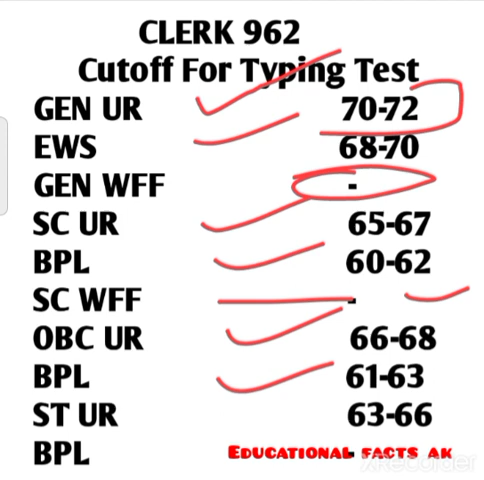 CLERK 962
Cutoff For Typing Test
GEN UR 70-72
EWS 68-70
GEN WFF -
SC UR 65-67
BPL 60-62
SC WFF -
OBC UR 66-68
BPL 61-63
ST UR 63-66
BPL -
EDUCATIONAL FACTS AK
XRecorder